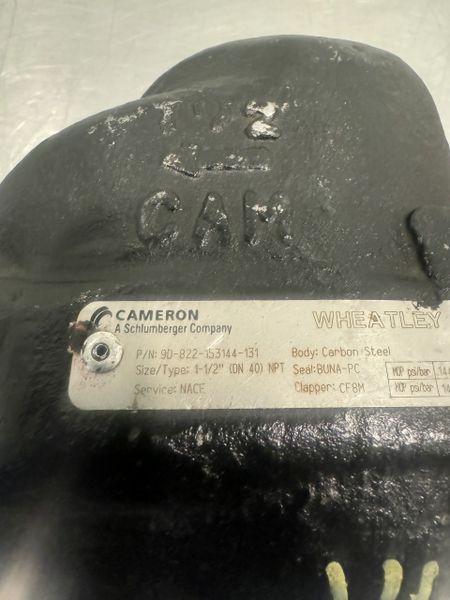 1 1/2
CAM
CAMERON
A Schlumberger Company
WHEATLEY
P/N: 9D-822-153144-131
Body: Carbon Steel
Size/Type: 1-1/2" (DN 40) NPT
Seal:BUNA-PC
MOP psi/bar
Service: NACE
Clapper: CF8M
MOP psi/bar